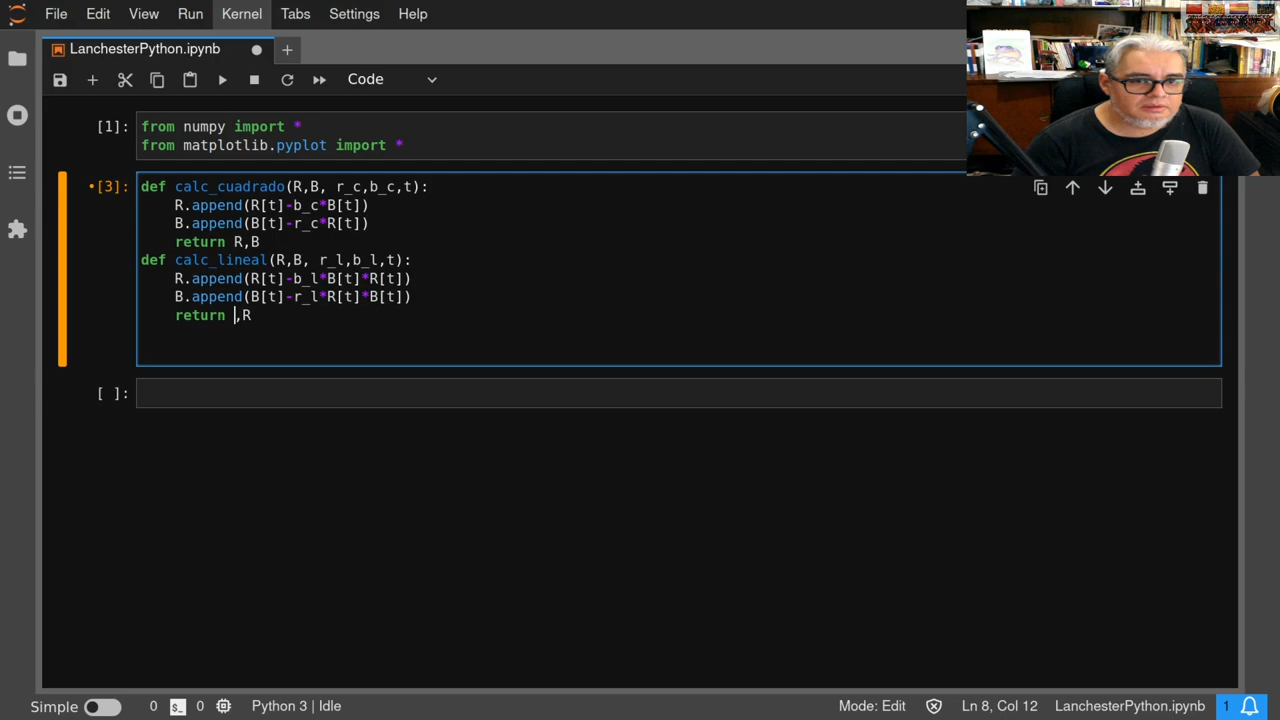 File Edit View Run Kernel Tabs Settings Help
LanchesterPython.ipynb
Code
[1]:
from numpy import *
from matplotlib.pyplot import *
[3]:
def calc_cuadrado(R,B, r_c,b_c,t):
R.append(R[t]-b_c*B[t])
B.append(B[t]-r_c*R[t])
return R,B
def calc_lineal(R,B, r_l,b_l,t):
R.append(R[t]-b_l*B[t]*R[t])
B.append(B[t]-r_l*R[t]*B[t])
return ,R
[ ]:
Simple 0 $_ 0 Python 3 | Idle Mode: Edit Ln 8, Col 12 LanchesterPython.ipynb 1